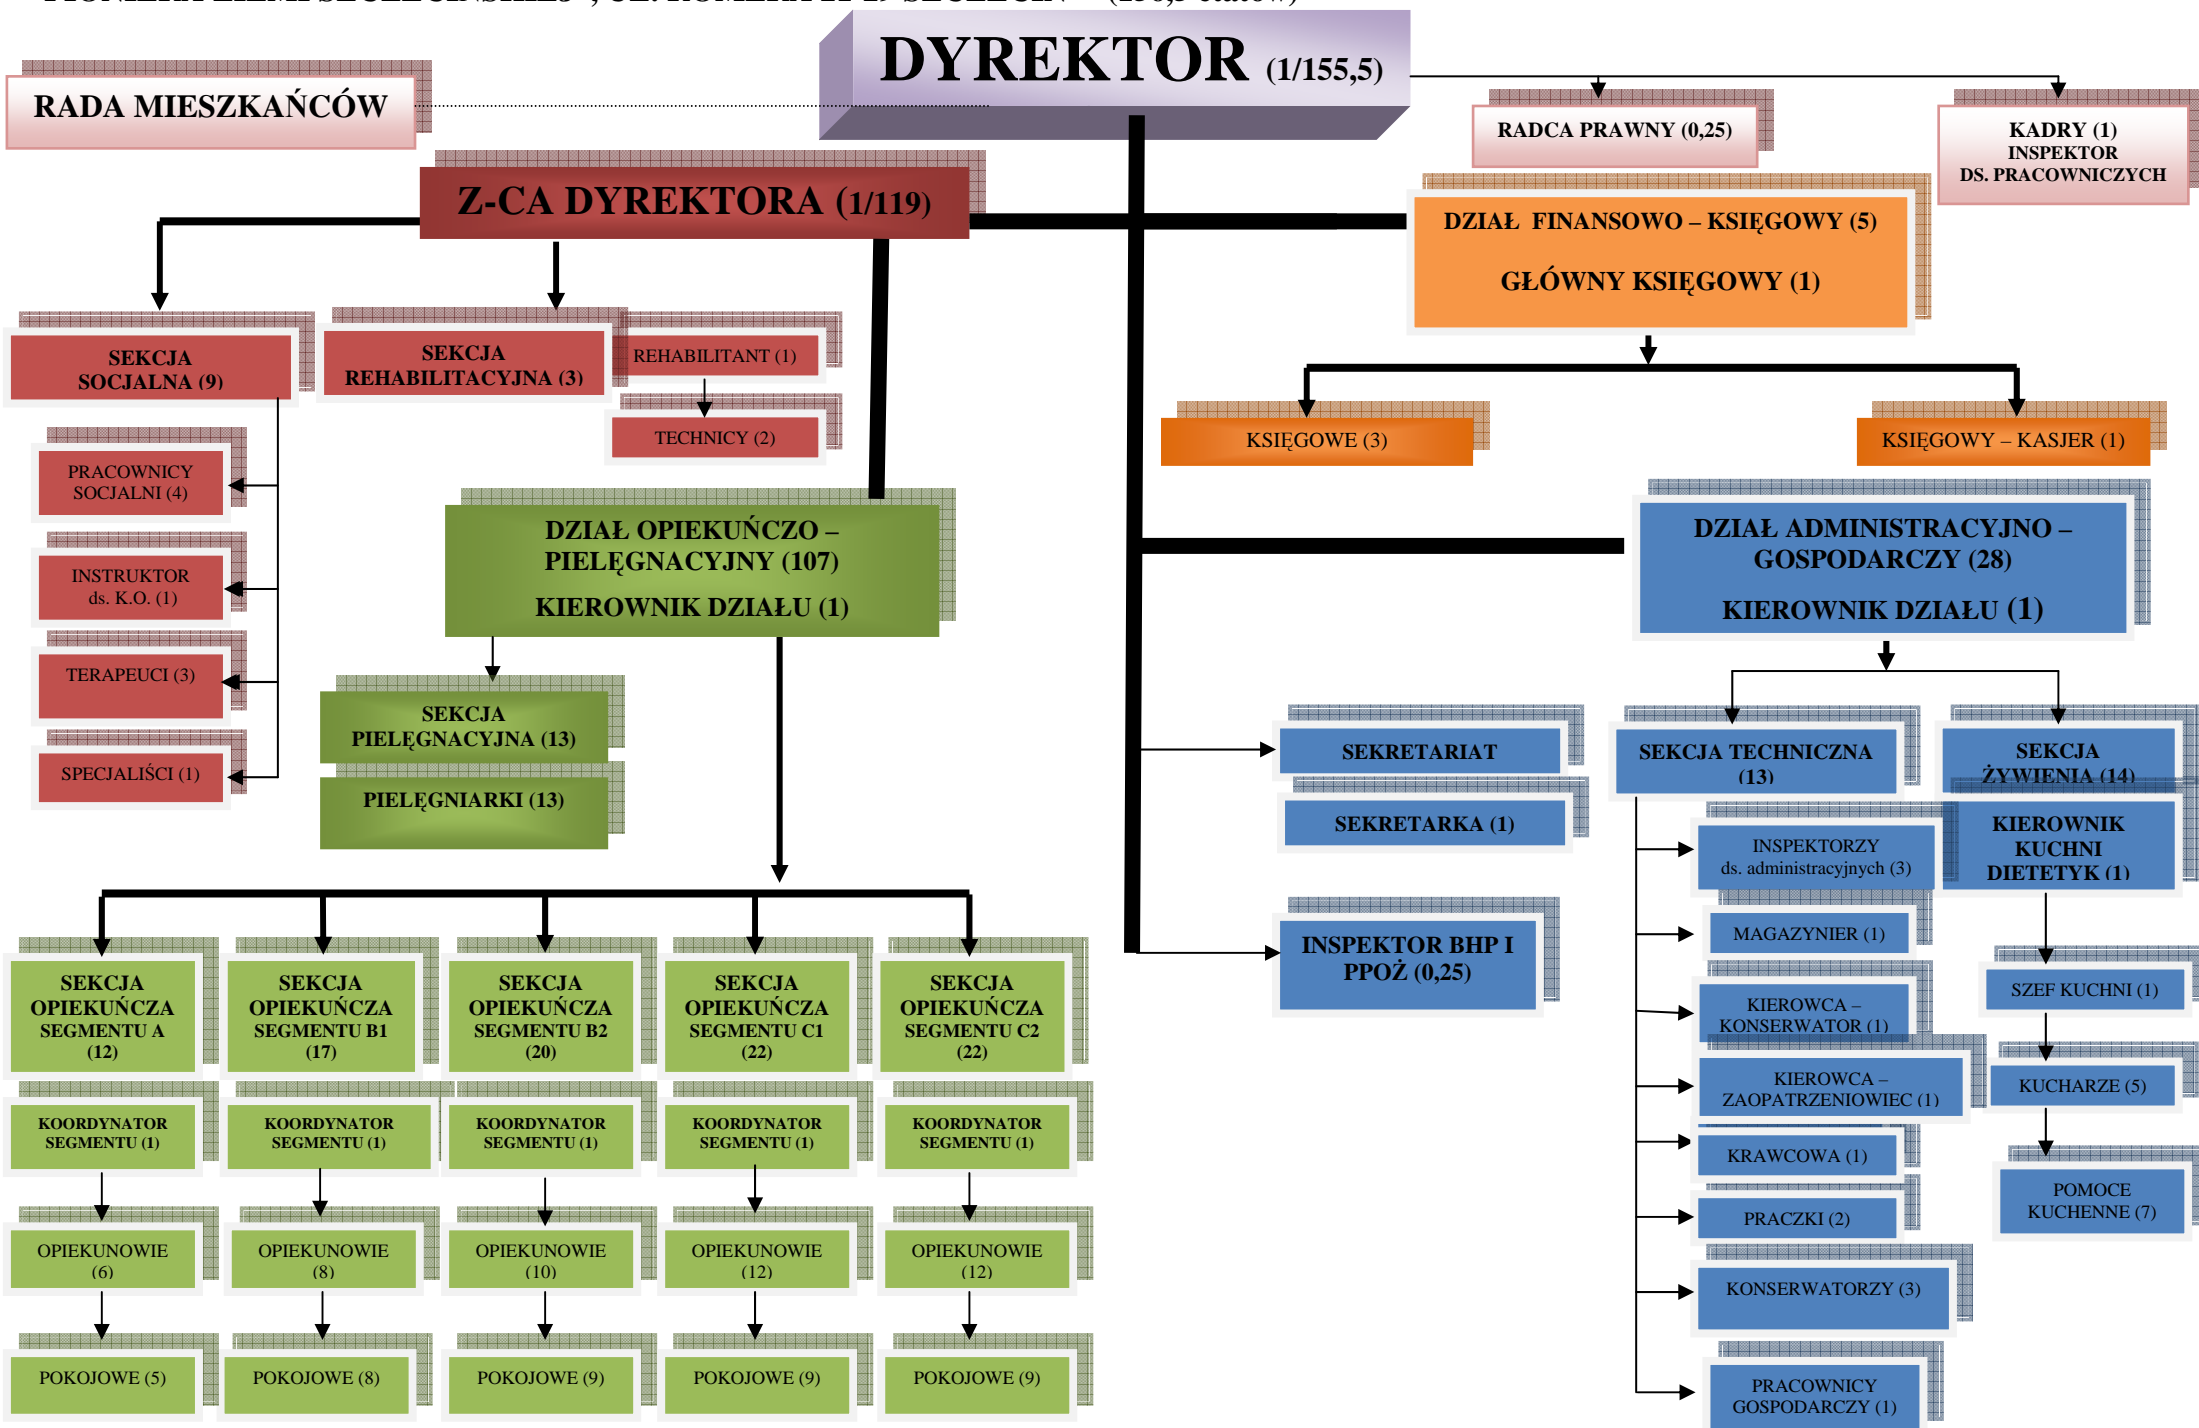 DYREKTOR (1/155,5)
RADA MIESZKAŃCÓW
RADCA PRAWNY (0,25)
KADRY (1)
INSPEKTOR
DS. PRACOWNICZYCH
Z-CA DYREKTORA (1/119)
DZIAŁ FINANSOWO – KSIĘGOWY (5)
GŁÓWNY KSIĘGOWY (1)
SEKCJA
SOCJALNA (9)
SEKCJA
REHABILITACYJNA (3)
REHABILITANT (1)
TECHNICY (2)
KSIĘGOWE (3)
KSIĘGOWY – KASJER (1)
PRACOWNICY
SOCJALNI (4)
INSTRUKTOR
ds. K.O. (1)
TERAPEUCI (3)
SPECJALIŚCI (1)
DZIAŁ OPIEKUŃCZO –
PIELĘGNACYJNY (107)
KIEROWNIK DZIAŁU (1)
DZIAŁ ADMINISTRACYJNO –
GOSPODARCZY (28)
KIEROWNIK DZIAŁU (1)
SEKCJA
PIELĘGNACYJNA (13)
PIELĘGNIARKI (13)
SEKRETARIAT
SEKRETARKA (1)
INSPEKTOR BHP I
PPOŻ (0,25)
SEKCJA TECHNICZNA
(13)
SEKCJA
ŻYWIENIA (14)
INSPEKTORZY
ds. administracyjnych (3)
MAGAZYNIER (1)
KIEROWCA –
KONSERWATOR (1)
KIEROWCA –
ZAOPATRZENIOWIEC (1)
KRAWCOWA (1)
PRACZKI (2)
KONSERWATORZY (3)
PRACOWNICY
GOSPODARCZY (1)
KIEROWNIK
KUCHNI
DIETETYK (1)
SZEF KUCHNI (1)
KUCHARZE (5)
POMOCE
KUCHENNE (7)
SEKCJA
OPIEKUŃCZA
SEGMENTU A
(12)
KOORDYNATOR
SEGMENTU (1)
OPIEKUNOWIE
(6)
POKOJOWE (5)
SEKCJA
OPIEKUŃCZA
SEGMENTU B1
(17)
KOORDYNATOR
SEGMENTU (1)
OPIEKUNOWIE
(8)
POKOJOWE (8)
SEKCJA
OPIEKUŃCZA
SEGMENTU B2
(20)
KOORDYNATOR
SEGMENTU (1)
OPIEKUNOWIE
(10)
POKOJOWE (9)
SEKCJA
OPIEKUŃCZA
SEGMENTU C1
(22)
KOORDYNATOR
SEGMENTU (1)
OPIEKUNOWIE
(12)
POKOJOWE (9)
SEKCJA
OPIEKUŃCZA
SEGMENTU C2
(22)
KOORDYNATOR
SEGMENTU (1)
OPIEKUNOWIE
(12)
POKOJOWE (9)